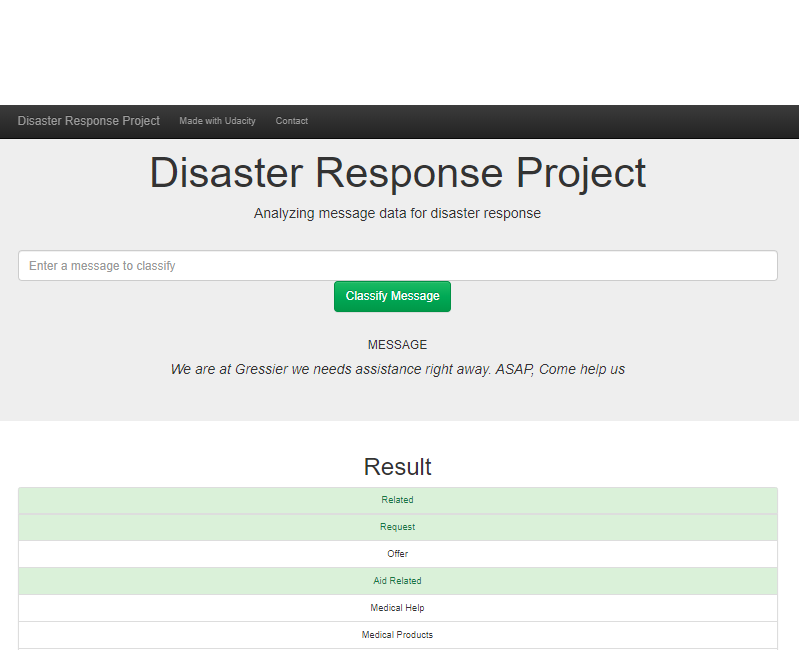 Disaster Response Project Made with Udacity Contact
Disaster Response Project
Analyzing message data for disaster response
Enter a message to classify
Classify Message
MESSAGE
We are at Gressier we needs assistance right away. ASAP, Come help us
Result
Related
Request
Offer
Aid Related
Medical Help
Medical Products